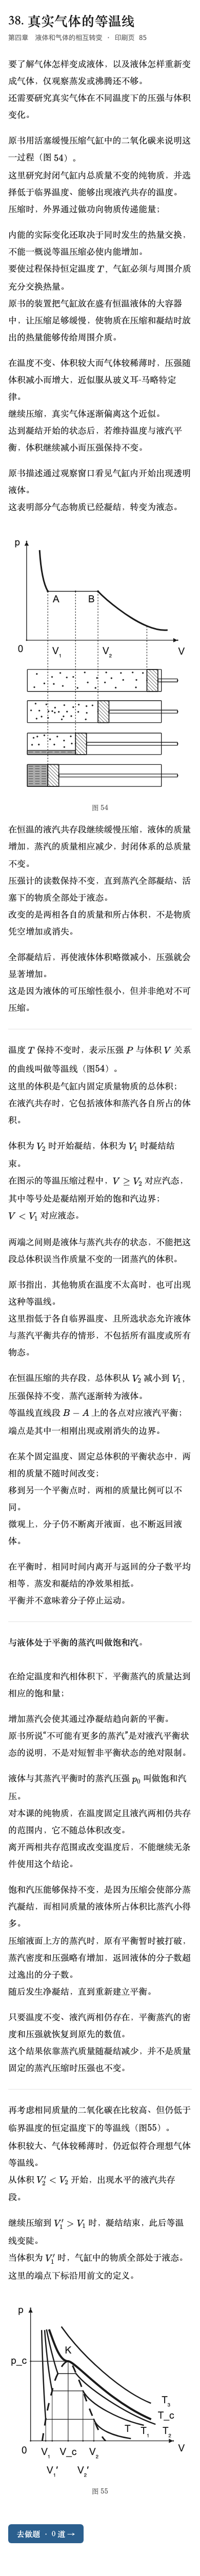 38. 真实气体的等温线
第四章　液体和气体的相互转变 · 印刷页 85
要了解气体怎样变成液体，以及液体怎样重新变
成气体，仅观察蒸发或沸腾还不够。
还需要研究真实气体在不同温度下的压强与体积
变化。
原书用活塞缓慢压缩气缸中的二氧化碳来说明这
一过程（图 54）。
这里研究封闭气缸内总质量不变的纯物质，并选
择低于临界温度、能够出现液汽共存的温度。
压缩时，外界通过做功向物质传递能量；
内能的实际变化还取决于同时发生的热量交换，
不能一概说等温压缩必使内能增加。
要使过程保持恒定温度 T，气缸必须与周围介质
充分交换热量。
原书的装置把气缸放在盛有恒温液体的大容器
中，让压缩足够缓慢，使物质在压缩和凝结时放
出的热量能够传给周围介质。
在温度不变、体积较大而气体较稀薄时，压强随
体积减小而增大，近似服从玻义耳-马略特定
律。
继续压缩，真实气体逐渐偏离这个近似。
达到凝结开始的状态后，若维持温度与液汽平
衡，体积继续减小而压强保持不变。
原书描述通过观察窗口看见气缸内开始出现透明
液体。
这表明部分气态物质已经凝结，转变为液态。
p
A
B
0
V₁
V₂
V
图 54
在恒温的液汽共存段继续缓慢压缩，液体的质量
增加，蒸汽的质量相应减少，封闭体系的总质量
不变。
压强计的读数保持不变，直到蒸汽全部凝结、活
塞下的物质全部处于液态。
改变的是两相各自的质量和所占体积，不是物质
凭空增加或消失。
全部凝结后，再使液体体积略微减小，压强就会
显著增加。
这是因为液体的可压缩性很小，但并非绝对不可
压缩。
温度 T 保持不变时，表示压强 P 与体积 V 关系
的曲线叫做等温线（图54）。
这里的体积是气缸内固定质量物质的总体积；
在液汽共存时，它包括液体和蒸汽各自所占的体
积。
体积为 V₂ 时开始凝结，体积为 V₁ 时凝结结
束。
在图示的等温压缩过程中，V ≥ V₂ 对应汽态，
其中等号处是凝结刚开始的饱和汽边界；
V < V₁ 对应液态。
两端之间则是液体与蒸汽共存的状态，不能把这
段总体积误当作质量不变的一团蒸汽的体积。
原书指出，其他物质在温度不太高时，也可出现
这种等温线。
这里指低于各自临界温度、且所选状态允许液体
与蒸汽平衡共存的情形，不包括所有温度或所有
物态。
在恒温压缩的共存段，总体积从 V₂ 减小到 V₁，
压强保持不变，蒸汽逐渐转为液体。
等温线直线段 B − A 上的各点对应液汽平衡；
端点是其中一相刚出现或刚消失的边界。
在某个固定温度、固定总体积的平衡状态中，两
相的质量不随时间改变；
移到另一个平衡点时，两相的质量比例可以不
同。
微观上，分子仍不断离开液面，也不断返回液
体。
在平衡时，相同时间内离开与返回的分子数平均
相等，蒸发和凝结的净效果相抵。
平衡并不意味着分子停止运动。
与液体处于平衡的蒸汽叫做饱和汽。
在给定温度和汽相体积下，平衡蒸汽的质量达到
相应的饱和量；
增加蒸汽会使其通过净凝结趋向新的平衡。
原书所说“不可能有更多的蒸汽”是对液汽平衡状
态的说明，不是对短暂非平衡状态的绝对限制。
液体与其蒸汽平衡时的蒸汽压强 p₀ 叫做饱和汽
压。
对本课的纯物质，在温度固定且液汽两相仍共存
的范围内，它不随总体积改变。
离开两相共存范围或改变温度后，不能继续无条
件使用这个结论。
饱和汽压能够保持不变，是因为压缩会使部分蒸
汽凝结，而相同质量的液体所占体积比蒸汽小得
多。
压缩液面上方的蒸汽时，原有平衡暂时被打破，
蒸汽密度和压强略有增加，返回液体的分子数超
过逸出的分子数。
随后发生净凝结，直到重新建立平衡。
只要温度不变、液汽两相仍存在，平衡蒸汽的密
度和压强就恢复到原先的数值。
这个结果依靠蒸汽质量随凝结减少，并不是质量
固定的蒸汽压缩时压强也不变。
再考虑相同质量的二氧化碳在比较高、但仍低于
临界温度的恒定温度下的等温线（图55）。
体积较大、气体较稀薄时，仍近似符合理想气体
等温线。
从体积 V₂′ < V₂ 开始，出现水平的液汽共存
段。
继续压缩到 V₁′ > V₁ 时，凝结结束，此后等温
线变陡。
当体积为 V₁′ 时，气缸中的物质全部处于液态。
这里的端点下标沿用前文的定义。
p
K
p_c
T₃
T_c
T T₁ T₂
0
V₁ V_c V₂
V
V₁′ V₂′
图 55
去做题 · 0 道 →